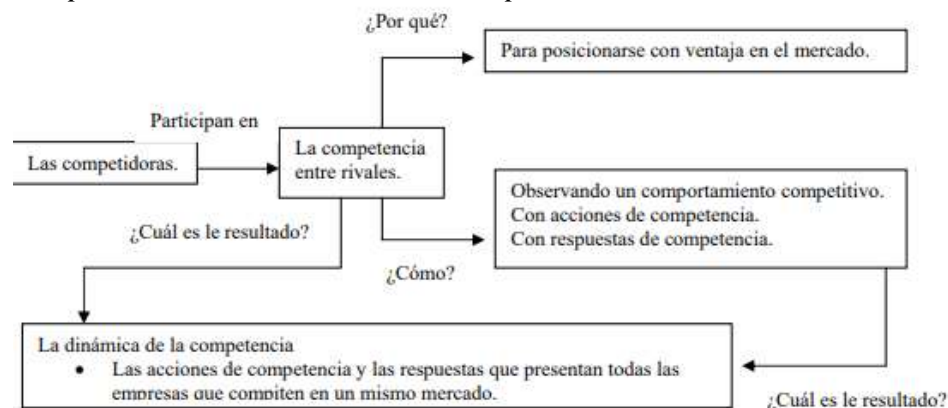 ¿Por qué?
Para posicionarse con ventaja en el mercado.
Participan en
Las competidoras.
La competencia
entre rivales.
Observando un comportamiento competitivo.
Con acciones de competencia.
Con respuestas de competencia.
¿Cuál es le resultado?
¿Cómo?
La dinámica de la competencia
• Las acciones de competencia y las respuestas que presentan todas las
empresas que compiten en un mismo mercado.
¿Cuál es le resultado?